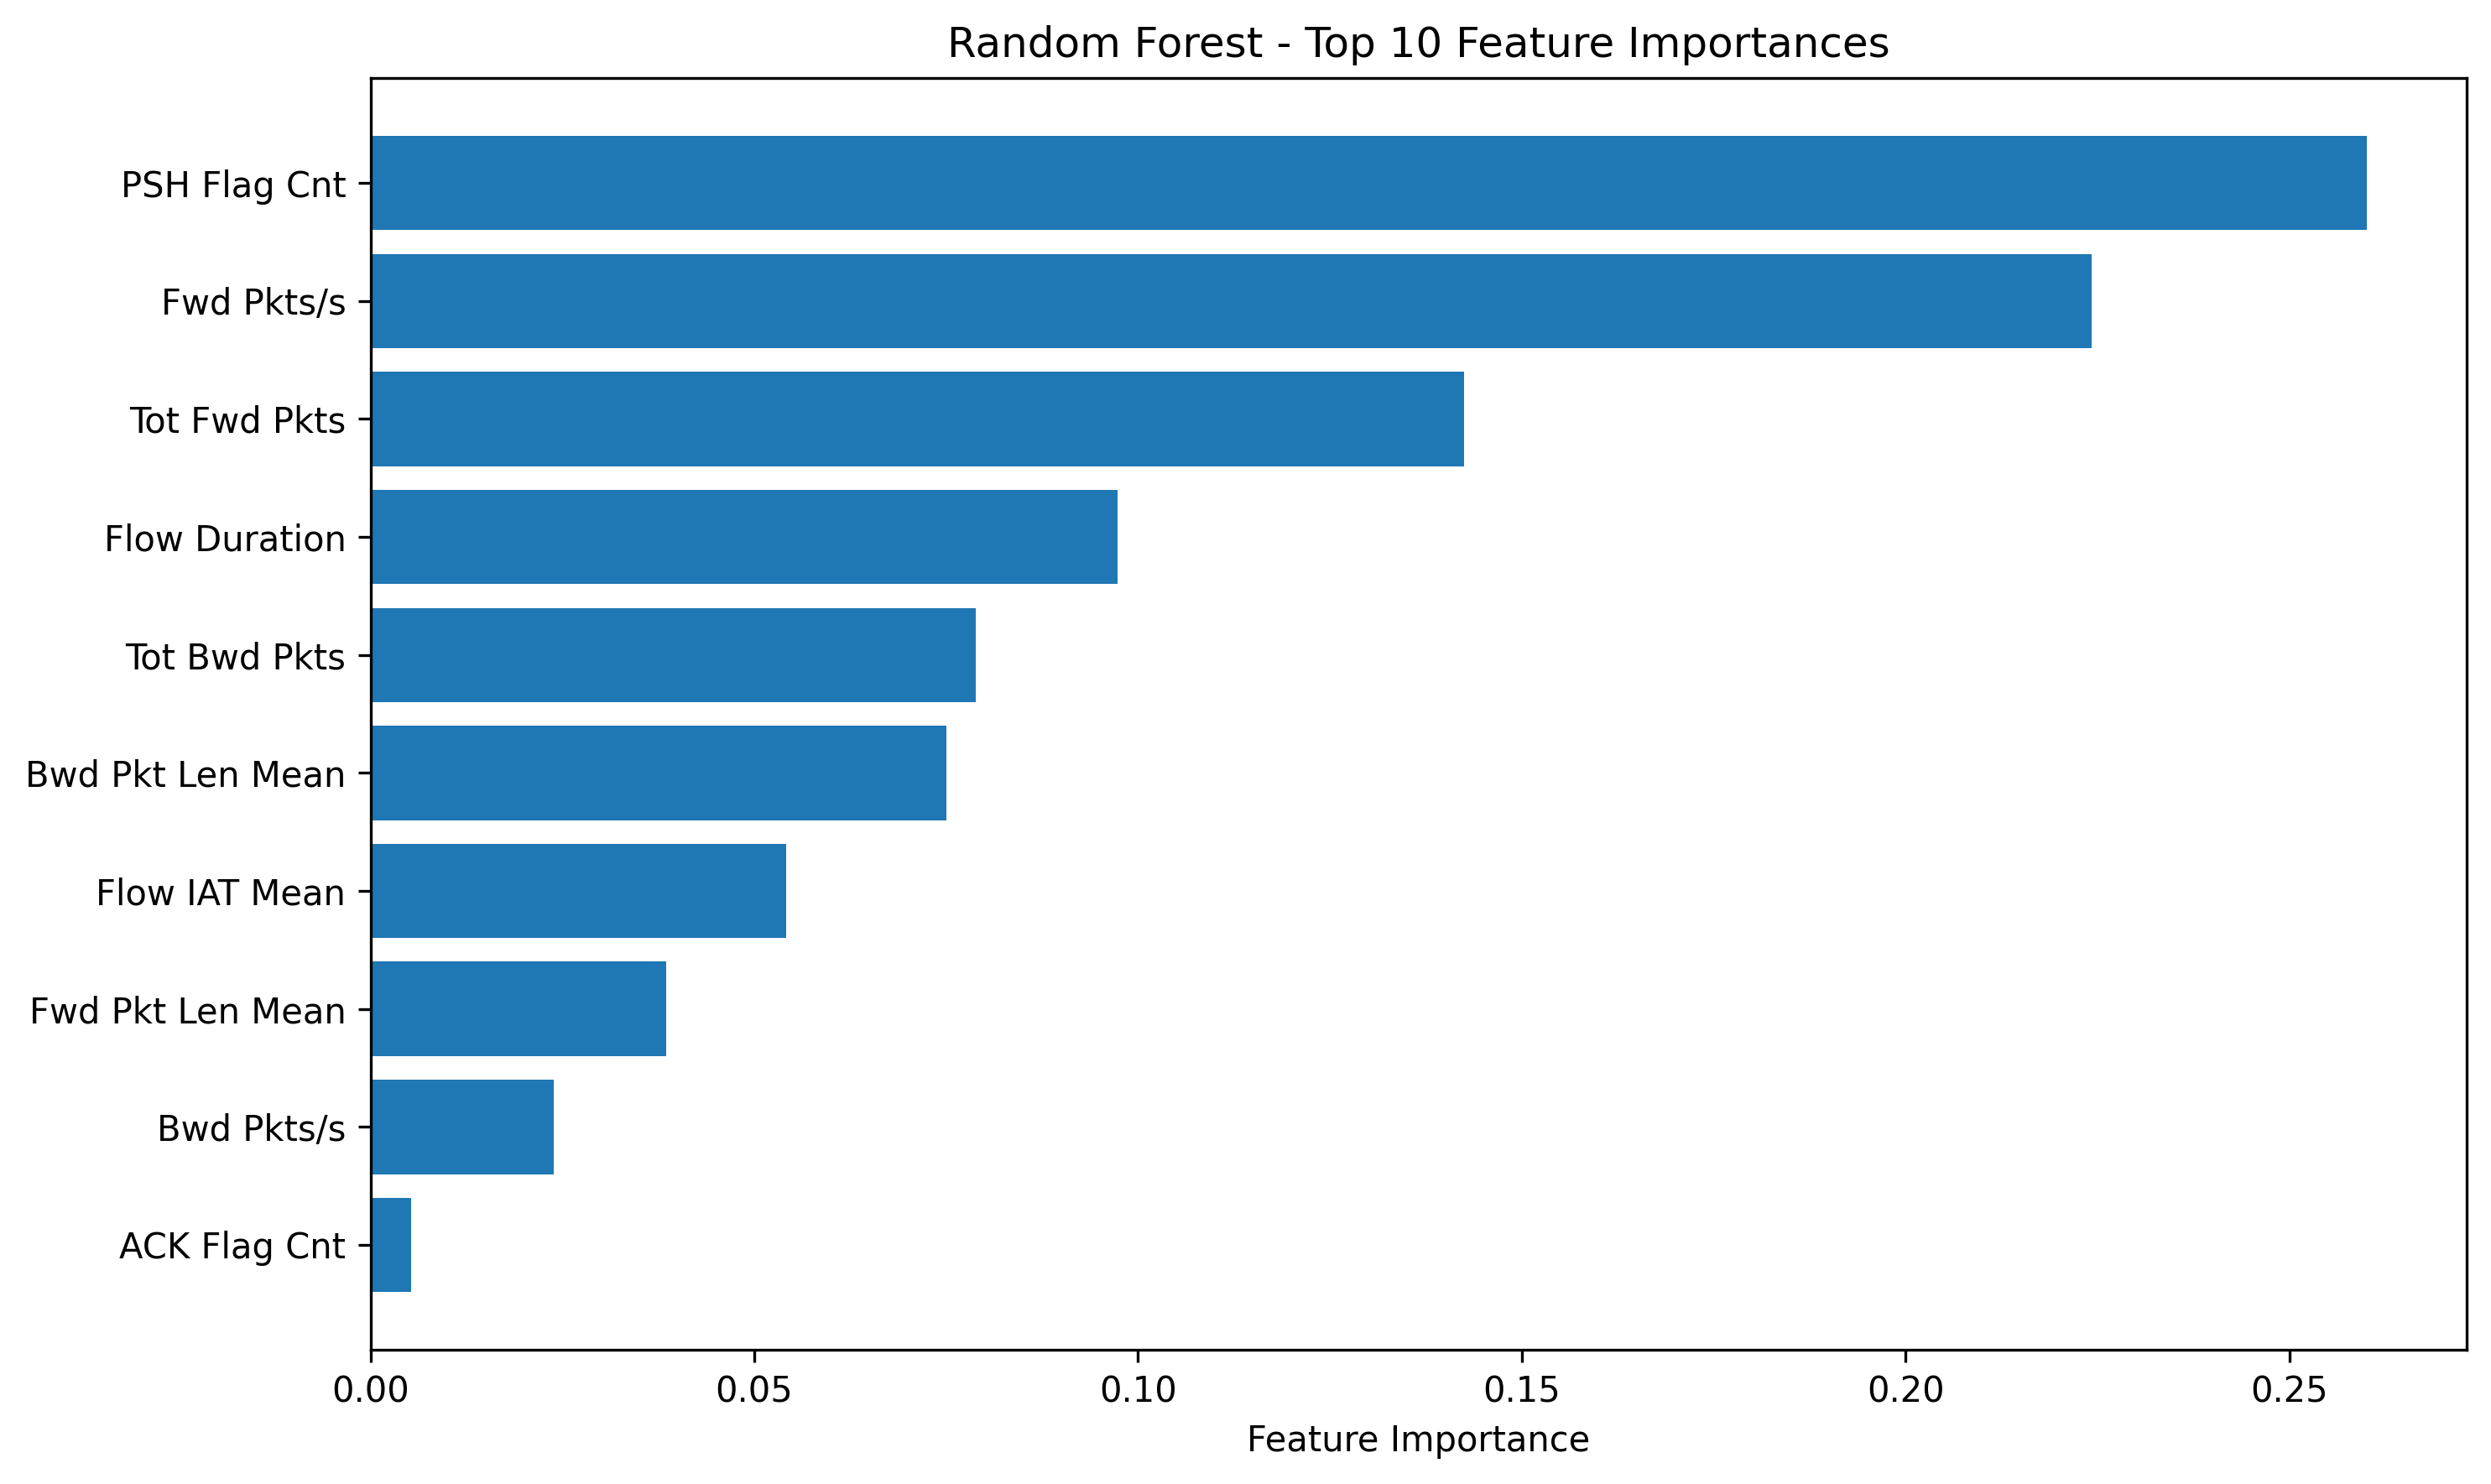 Random Forest - Top 10 Feature Importances
PSH Flag Cnt
Fwd Pkts/s
Tot Fwd Pkts
Flow Duration
Tot Bwd Pkts
Bwd Pkt Len Mean
Flow IAT Mean
Fwd Pkt Len Mean
Bwd Pkts/s
ACK Flag Cnt
0.00 0.05 0.10 0.15 0.20 0.25
Feature Importance